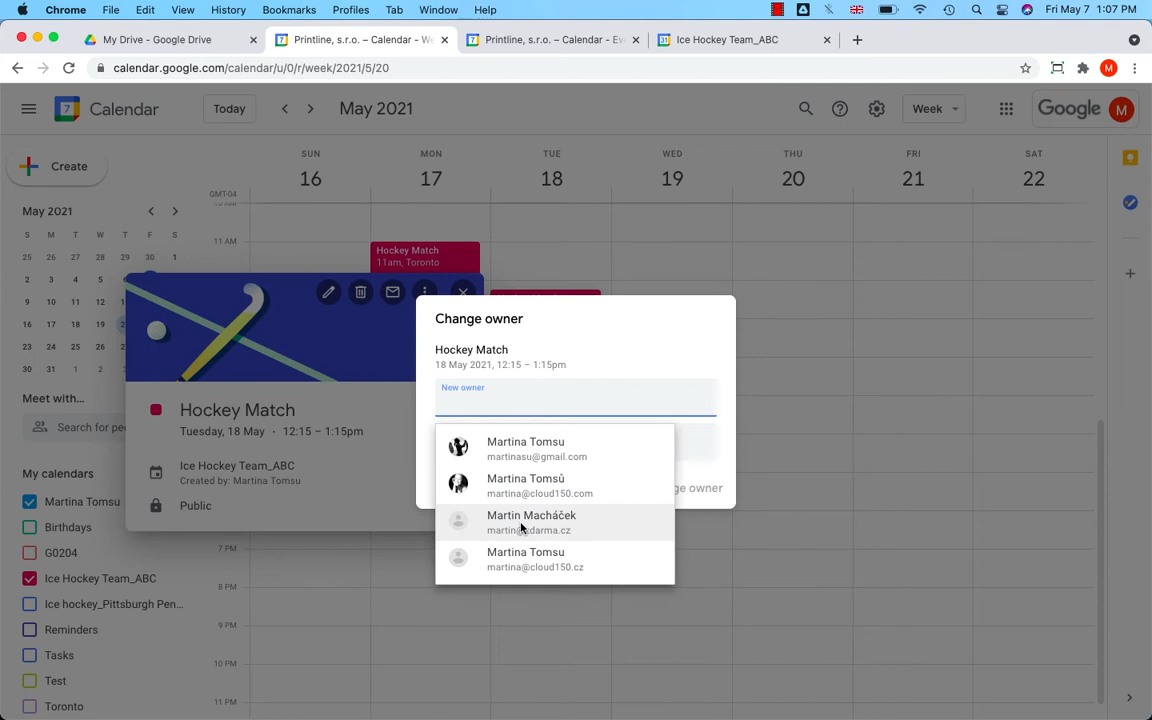 Chrome File Edit View History Bookmarks Profiles Tab Window Help Fri May 7 1:07 PM
My Drive - Google Drive
Printline, s.r.o. – Calendar - We
Printline, s.r.o. – Calendar - Eve
Ice Hockey Team_ABC
calendar.google.com/calendar/u/0/r/week/2021/5/20
M
7 Calendar Today May 2021 Week Google M
Create
SUN MON TUE WED THU FRI SAT
16 17 18 19 20 21 22
GMT-04
May 2021
S M T W T F S
25 26 27 28 29 30 1
2 3 4 5
9 10 11 12
16 17 18 19
23 24 25 26
30 31 1 2
11 AM
Hockey Match
11am, Toronto
Hockey Match
Tuesday, 18 May · 12:15 – 1:15pm
Ice Hockey Team_ABC
Created by: Martina Tomsu
Public
Change owner
Hockey Match
18 May 2021, 12:15 – 1:15pm
New owner
Martina Tomsu
martinasu@gmail.com
Martina Tomsů
martina@cloud150.com
Martin Macháček
Martina Tomsu
martina@cloud150.cz
ge owner
Meet with...
Search for pe
My calendars
Martina Tomsu
Birthdays
G0204
Ice Hockey Team_ABC
Ice hockey_Pittsburgh Pen...
Reminders
Tasks
Test
Toronto
7 PM
8 PM
9 PM
10 PM
11 PM